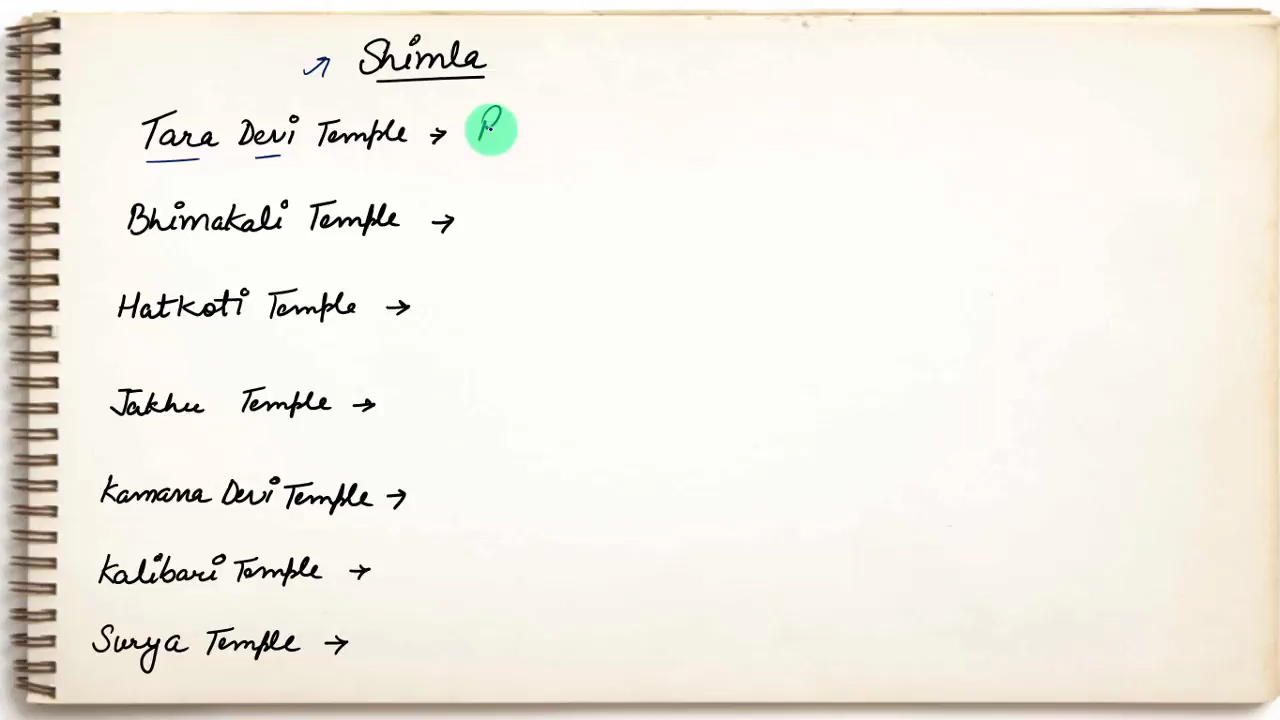 Shimla
Tara Devi Temple → P
Bhimakali Temple →
Hatkoti Temple →
Jakhu Temple →
Kamana Devi Temple →
Kalibari Temple →
Surya Temple →